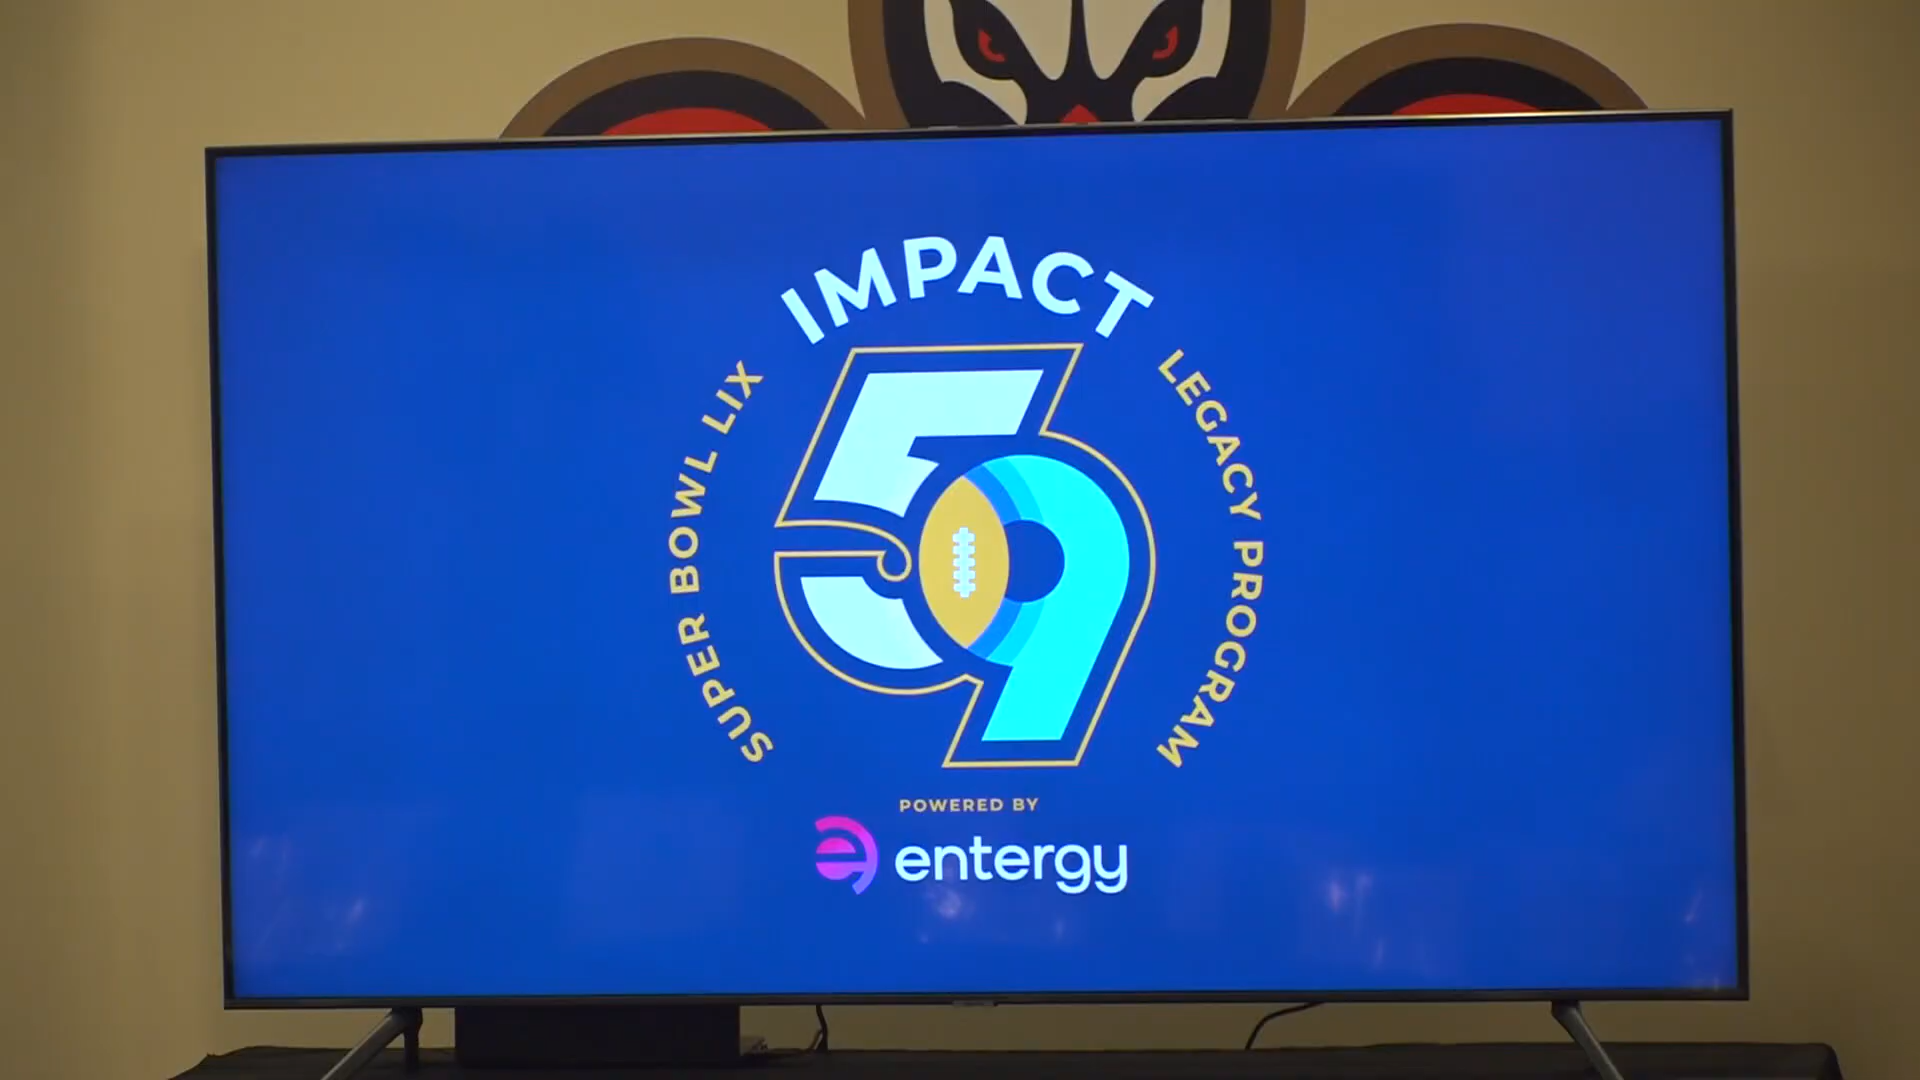 IMPACT
SUPER BOWL LIX
LEGACY PROGRAM
59
POWERED BY
entergy